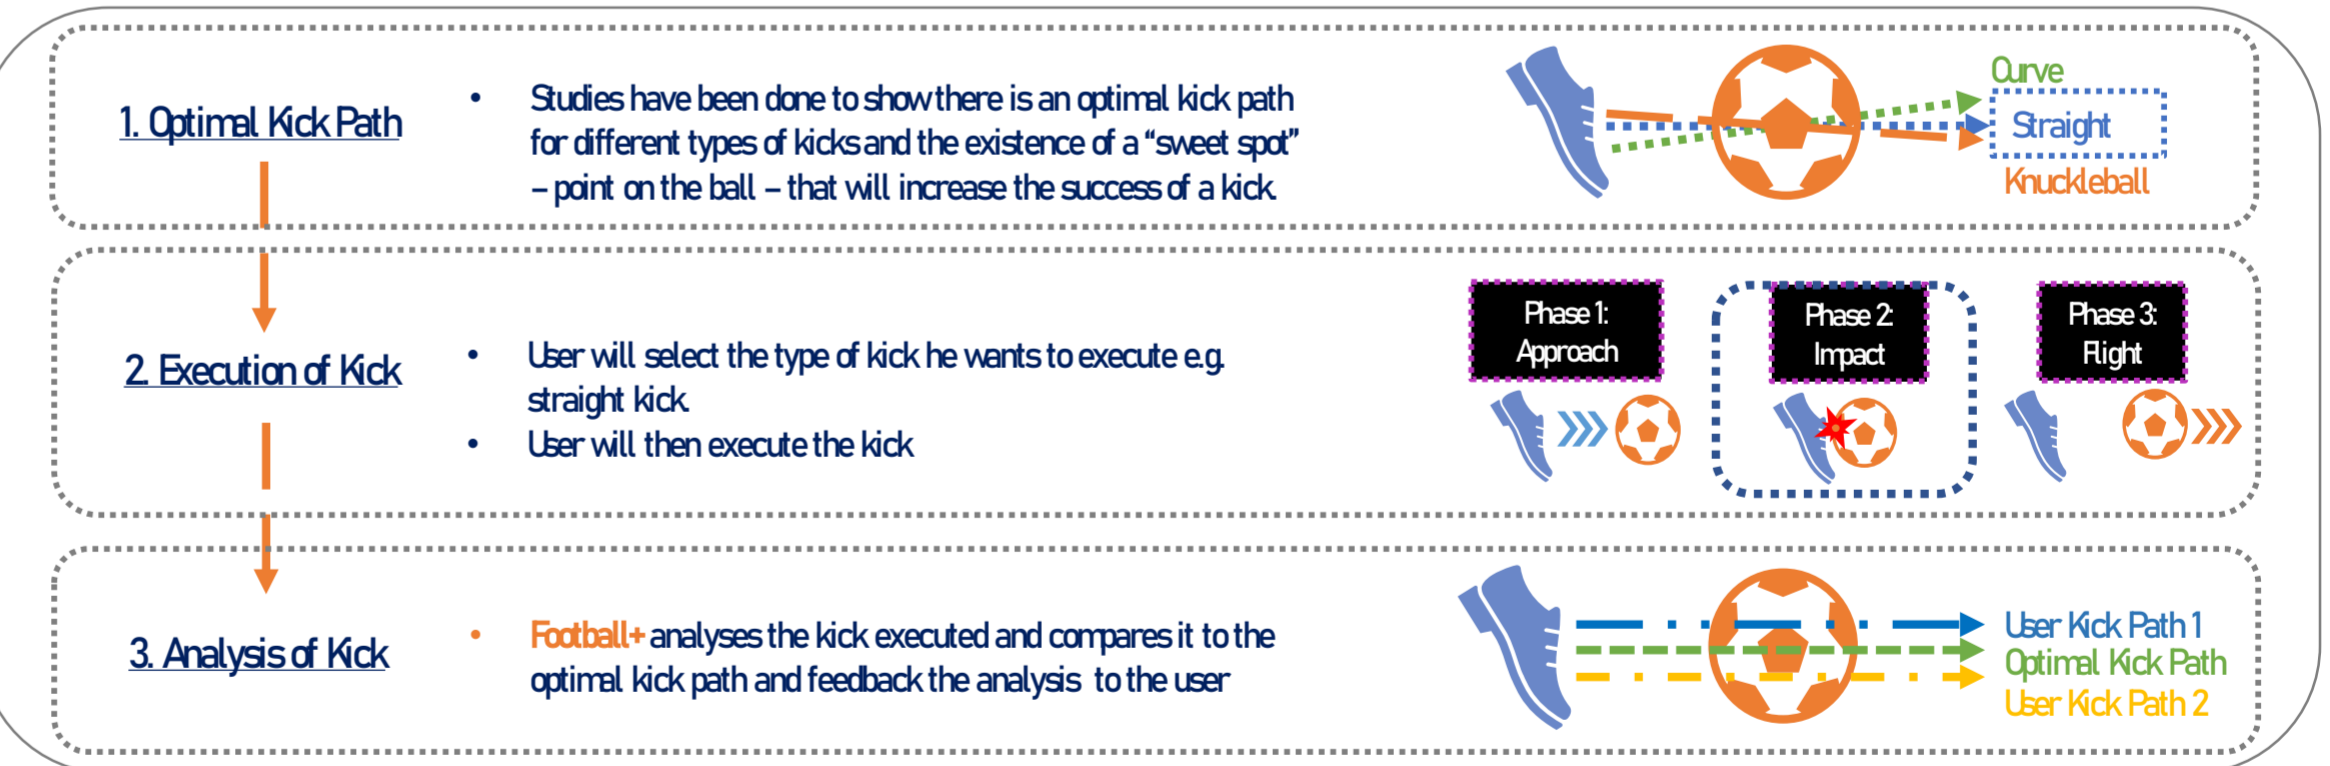 1. Optimal Kick Path
• Studies have been done to show there is an optimal kick path
for different types of kicks and the existence of a “sweet spot”
– point on the ball – that will increase the success of a kick.
Curve
Straight
Knuckleball
2. Execution of Kick
• User will select the type of kick he wants to execute e.g.
straight kick.
• User will then execute the kick
Phase 1:
Approach
Phase 2:
Impact
Phase 3:
Flight
3. Analysis of Kick
• Football+ analyses the kick executed and compares it to the
optimal kick path and feedback the analysis to the user
User Kick Path 1
Optimal Kick Path
User Kick Path 2